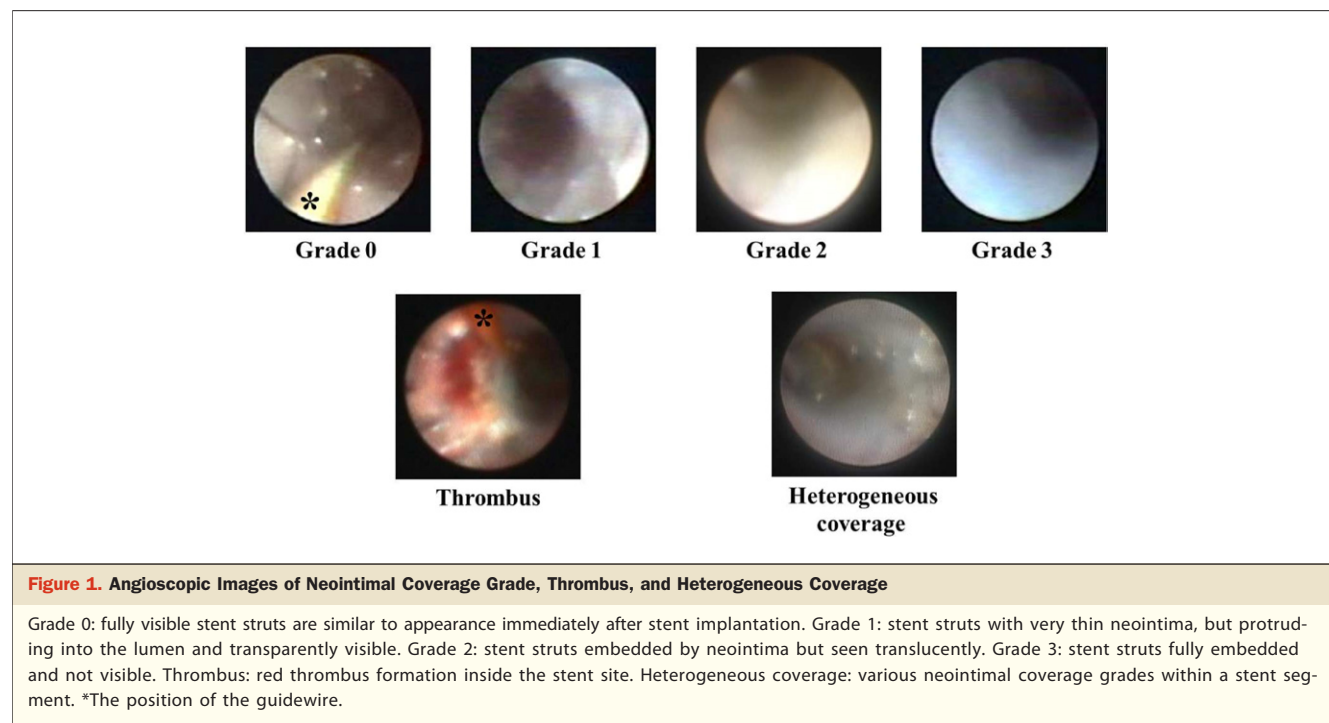 *
Grade 0
Grade 1
Grade 2
Grade 3
*
Thrombus
Heterogeneous
coverage
Figure 1. Angioscopic Images of Neointimal Coverage Grade, Thrombus, and Heterogeneous Coverage
Grade 0: fully visible stent struts are similar to appearance immediately after stent implantation. Grade 1: stent struts with very thin neointima, but protrud-
ing into the lumen and transparently visible. Grade 2: stent struts embedded by neointima but seen translucently. Grade 3: stent struts fully embedded
and not visible. Thrombus: red thrombus formation inside the stent site. Heterogeneous coverage: various neointimal coverage grades within a stent seg-
ment. *The position of the guidewire.